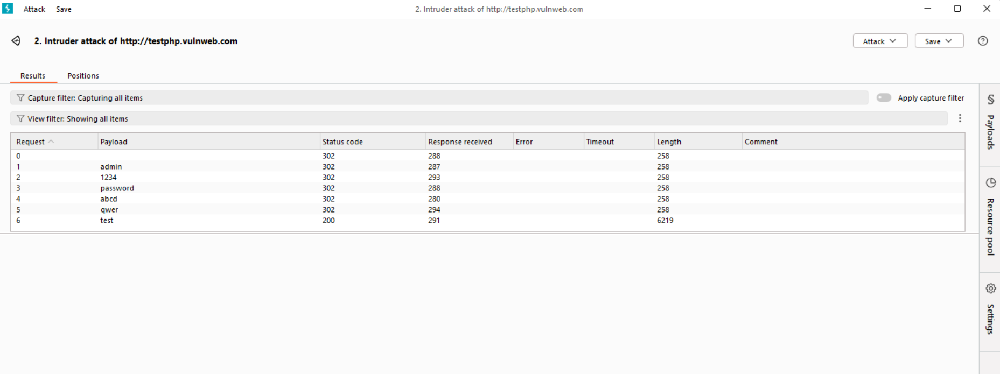 Attack Save 2. Intruder attack of http://testphp.vulnweb.com
2. Intruder attack of http://testphp.vulnweb.com Attack Save
Results Positions
Capture filter: Capturing all items Apply capture filter
View filter: Showing all items
Request Payload Status code Response received Error Timeout Length Comment
0 302 288 258
1 admin 302 287 258
2 1234 302 293 258
3 password 302 288 258
4 abcd 302 280 258
5 qwer 302 294 258
6 test 200 291 6219
Payloads
Resource pool
Settings